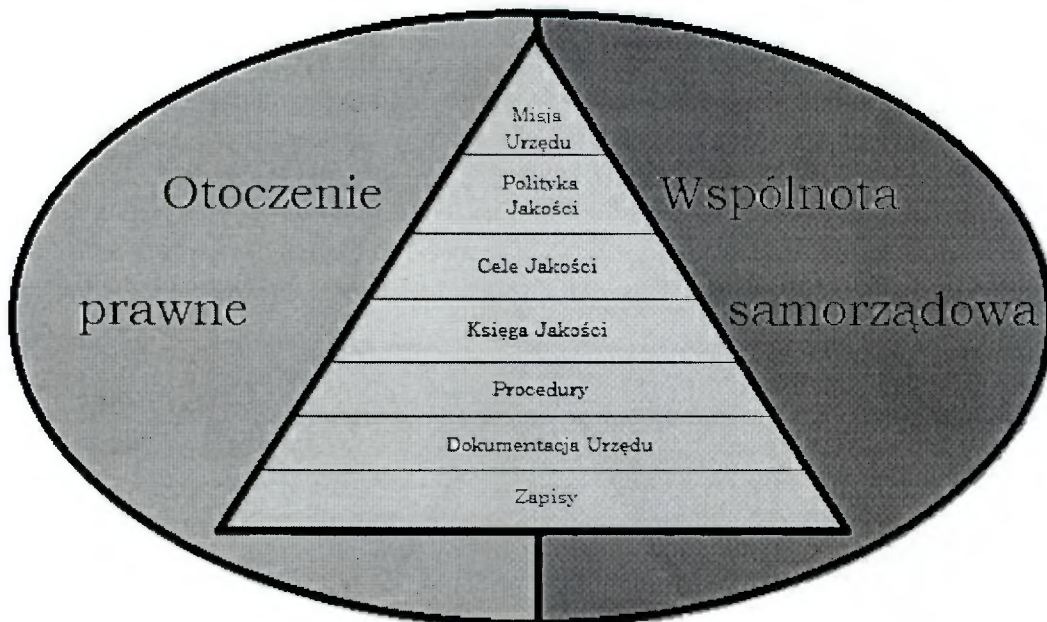 Misja
Urzędu
Polityka
Jakości
Cele Jakości
Księga Jakości
Procedury
Dokumentacja Urzędu
Zapisy
Otoczenie
prawne
Wspólnota
samorządowa